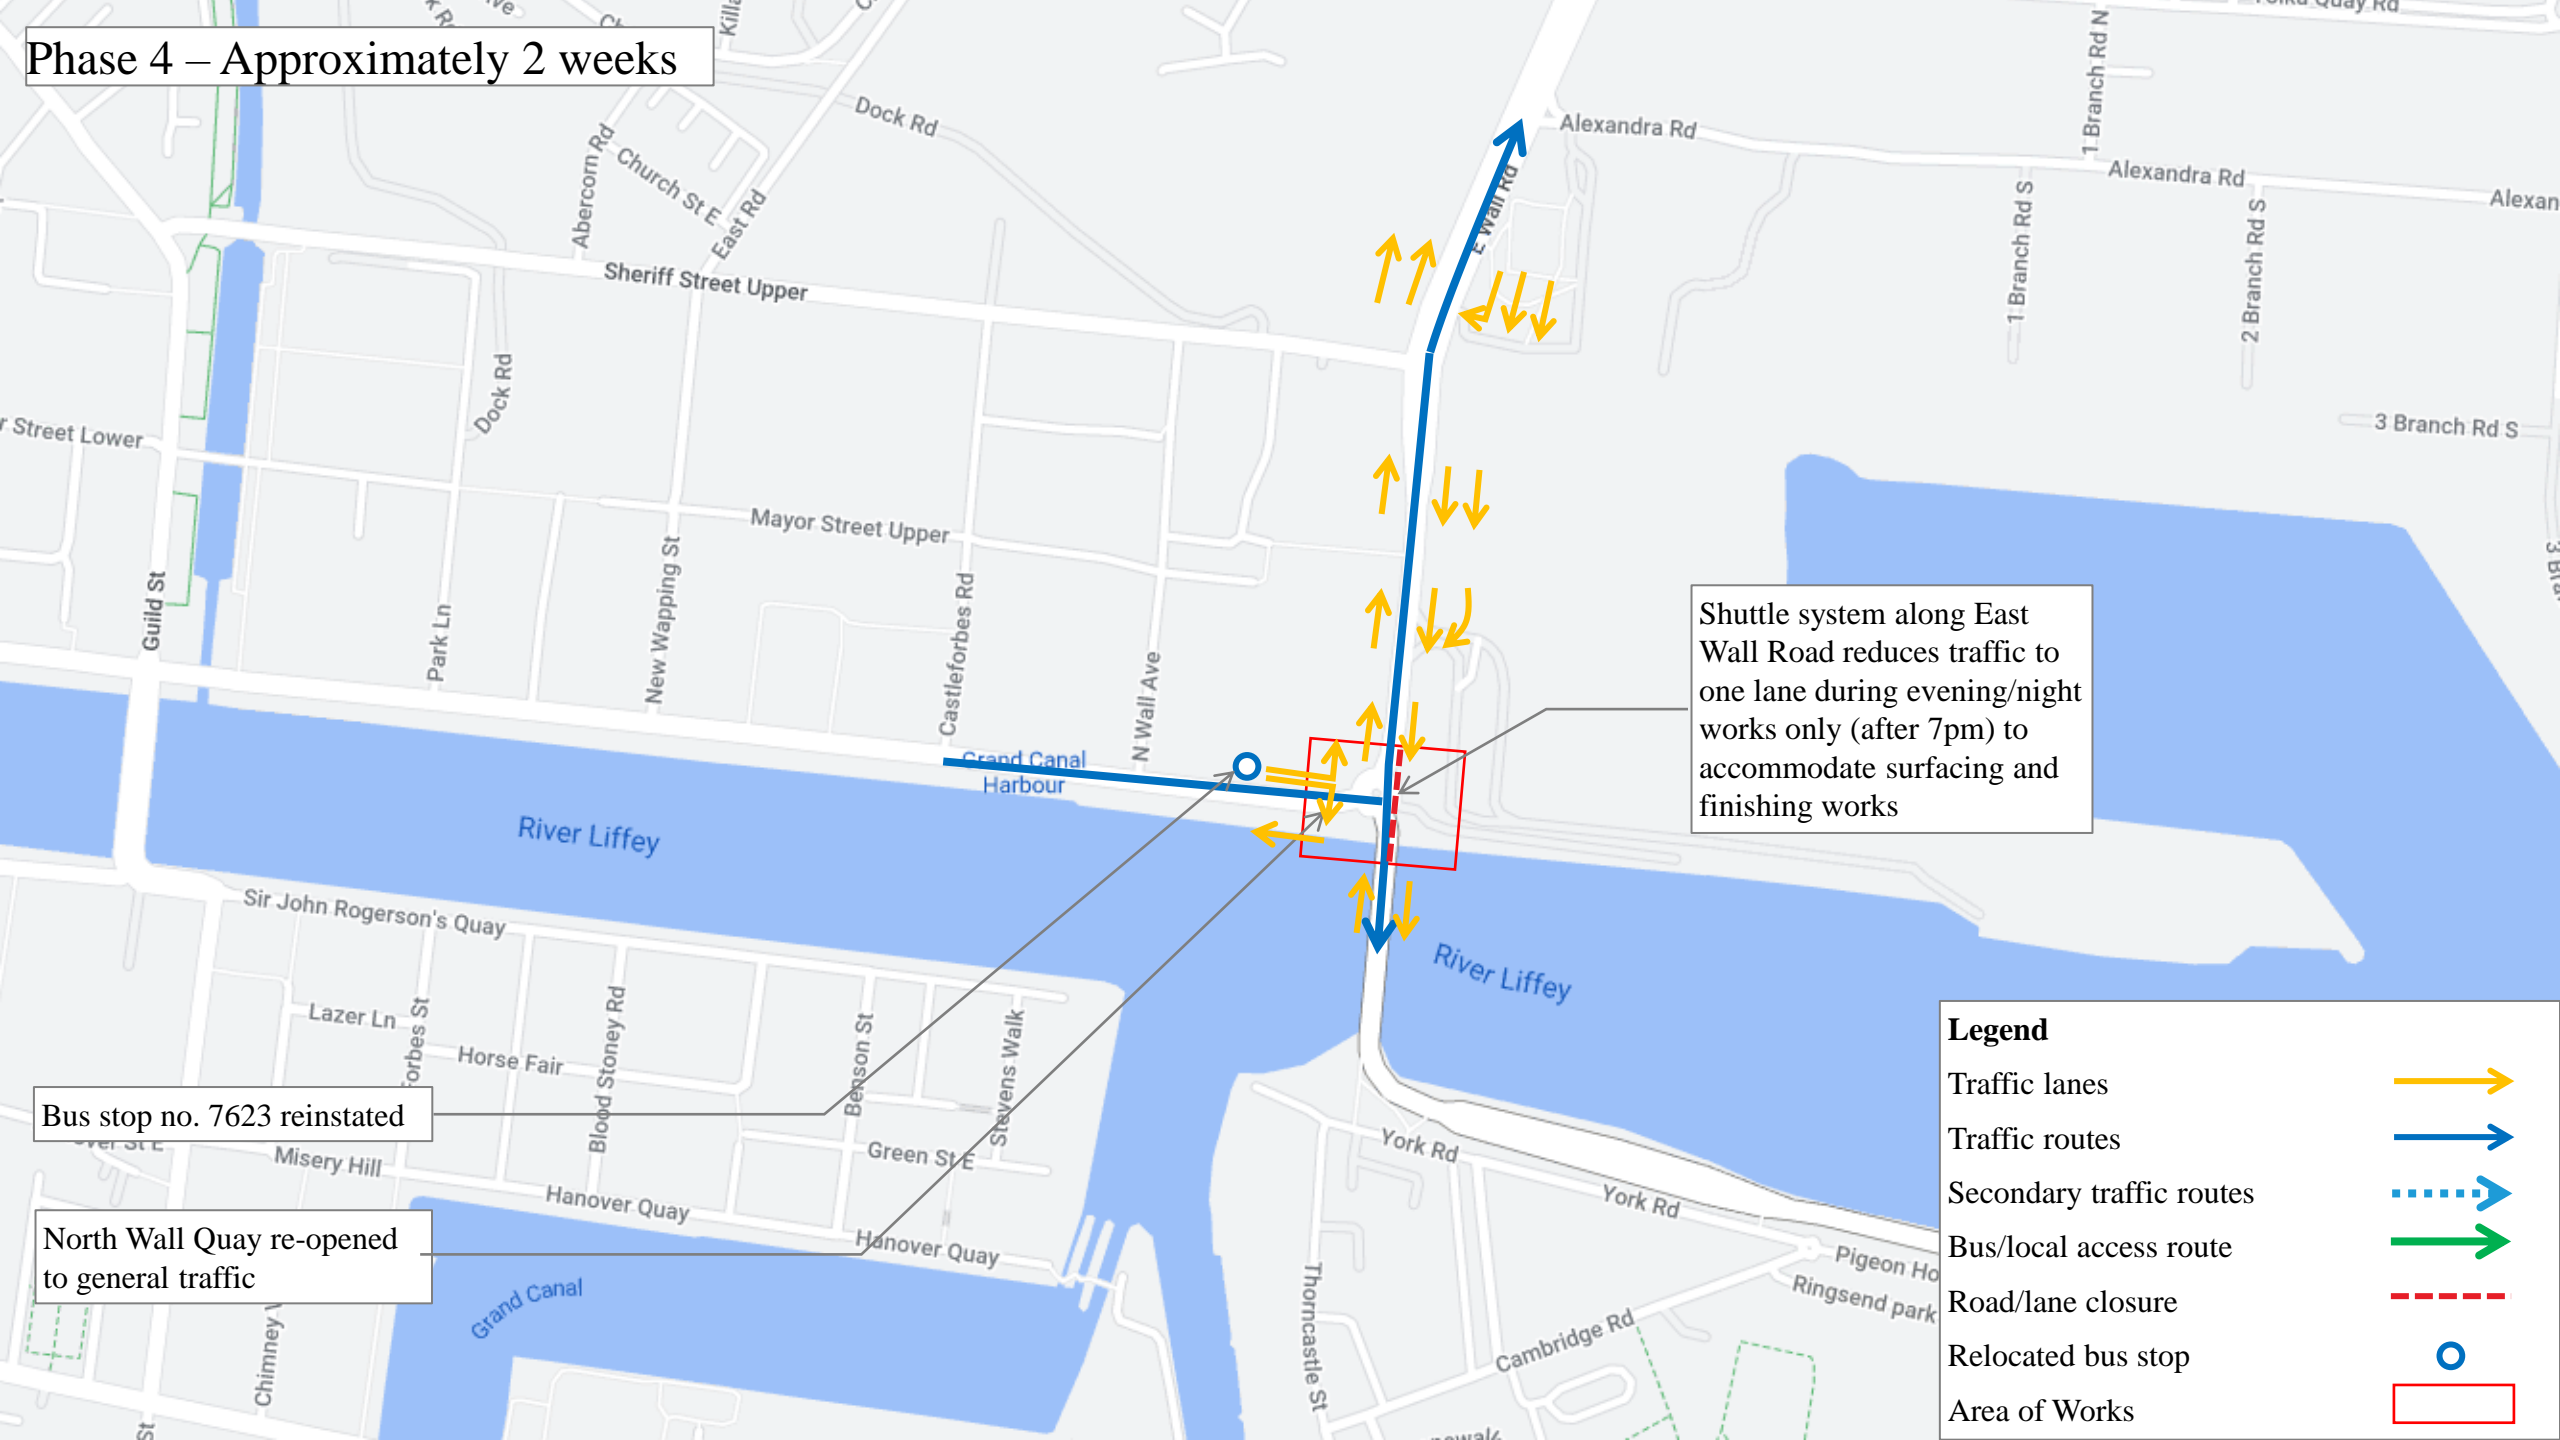 Phase 4 – Approximately 2 weeks
Dock Rd
Abercorn Rd
Church St E
East Rd
Sheriff Street Upper
Alexandra Rd
Alexandra Rd
E Wall Rd
1 Branch Rd N
1 Branch Rd S
2 Branch Rd S
3 Branch Rd S
Dock Rd
Street Lower
Mayor Street Upper
Guild St
Park Ln
New Wapping St
Castleforbes Rd
N Wall Ave
Grand Canal
Harbour
River Liffey
River Liffey
Shuttle system along East
Wall Road reduces traffic to
one lane during evening/night
works only (after 7pm) to
accommodate surfacing and
finishing works
Sir John Rogerson's Quay
Lazer Ln
Forbes St
Horse Fair
Blood Stoney Rd
Benson St
Stevens Walk
Green St E
Misery Hill
Hanover Quay
Hanover Quay
Grand Canal
Bus stop no. 7623 reinstated
North Wall Quay re-opened
to general traffic
York Rd
York Rd
Thorncastle St
Cambridge Rd
Pigeon Ho
Ringsend park
Legend
Traffic lanes
Traffic routes
Secondary traffic routes
Bus/local access route
Road/lane closure
Relocated bus stop
Area of Works